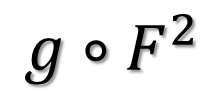 g ∘ F²